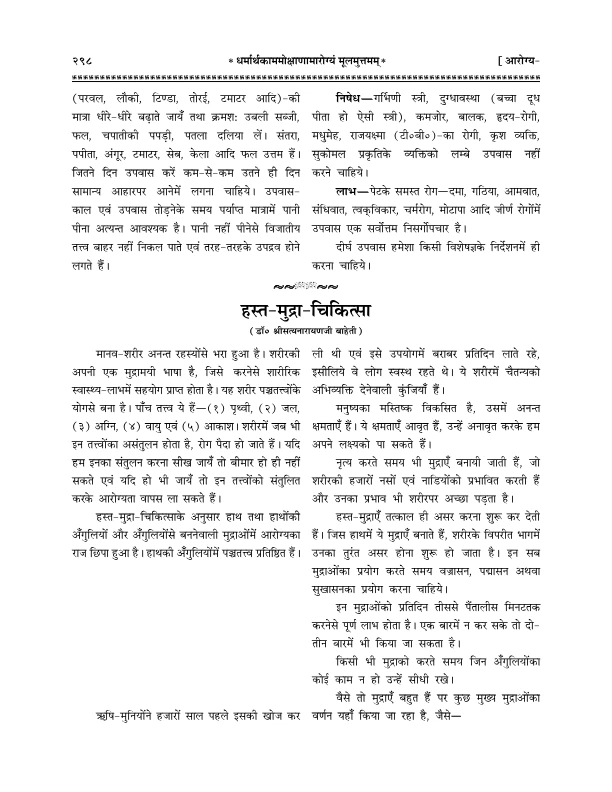 २९८
* धर्मार्थकाममोक्षाणामारोग्यं मूलमुत्तमम् *
[ आरोग्य-
(परवल, लौकी, टिण्डा, तोरई, टमाटर आदि)-की
मात्रा धीरे-धीरे बढ़ाते जायँ तथा क्रमशः उबली सब्जी,
फल, चपातीकी पपड़ी, पतला दलिया लें। संतरा,
पपीता, अंगूर, टमाटर, सेब, केला आदि फल उत्तम हैं।
जितने दिन उपवास करें कम-से-कम उतने ही दिन
सामान्य आहारपर आनेमें लगना चाहिये। उपवास-
काल एवं उपवास तोड़नेके समय पर्याप्त मात्रामें पानी
पीना अत्यन्त आवश्यक है। पानी नहीं पीनेसे विजातीय
तत्त्व बाहर नहीं निकल पाते एवं तरह-तरहके उपद्रव होने
लगते हैं।
निषेध—गर्भिणी स्त्री, दुग्धावस्था (बच्चा दूध
पीता हो ऐसी स्त्री), कमजोर, बालक, हृदय-रोगी,
मधुमेह, राजयक्ष्मा (टी०बी०)-का रोगी, कृश व्यक्ति,
सुकोमल प्रकृतिके व्यक्तिको लम्बे उपवास नहीं
करने चाहिये।
लाभ—पेटके समस्त रोग—दमा, गठिया, आमवात,
संधिवात, त्वक्‌विकार, चर्मरोग, मोटापा आदि जीर्ण रोगोंमें
उपवास एक सर्वोत्तम निसर्गोपचार है।
दीर्घ उपवास हमेशा किसी विशेषज्ञके निर्देशनमें ही
करना चाहिये।
हस्त-मुद्रा-चिकित्सा
(डॉ० श्रीसत्यनारायणजी बाहेती)
मानव-शरीर अनन्त रहस्योंसे भरा हुआ है। शरीरकी
अपनी एक मुद्रामयी भाषा है, जिसे करनेसे शारीरिक
स्वास्थ्य-लाभमें सहयोग प्राप्त होता है। यह शरीर पञ्चतत्त्वोंके
योगसे बना है। पाँच तत्त्व ये हैं—(१) पृथ्वी, (२) जल,
(३) अग्नि, (४) वायु एवं (५) आकाश। शरीरमें जब भी
इन तत्त्वोंका असंतुलन होता है, रोग पैदा हो जाते हैं। यदि
हम इनका संतुलन करना सीख जायँ तो बीमार हो ही नहीं
सकते एवं यदि हो भी जायँ तो इन तत्त्वोंको संतुलित
करके आरोग्यता वापस ला सकते हैं।
हस्त-मुद्रा-चिकित्साके अनुसार हाथ तथा हाथोंकी
अँगुलियों और अँगुलियोंसे बननेवाली मुद्राओंमें आरोग्यका
राज छिपा हुआ है। हाथकी अँगुलियोंमें पञ्चतत्त्व प्रतिष्ठित हैं।
ऋषि-मुनियोंने हजारों साल पहले इसकी खोज कर
ली थी एवं इसे उपयोगमें बराबर प्रतिदिन लाते रहे,
इसीलिये वे लोग स्वस्थ रहते थे। ये शरीरमें चैतन्यको
अभिव्यक्ति देनेवाली कुंजियाँ हैं।
मनुष्यका मस्तिष्क विकसित है, उसमें अनन्त
क्षमताएँ हैं। ये क्षमताएँ आवृत हैं, उन्हें अनावृत करके हम
अपने लक्ष्यको पा सकते हैं।
नृत्य करते समय भी मुद्राएँ बनायी जाती हैं, जो
शरीरकी हजारों नसों एवं नाडियोंको प्रभावित करती हैं
और उनका प्रभाव भी शरीरपर अच्छा पड़ता है।
हस्त-मुद्राएँ तत्काल ही असर करना शुरू कर देती
हैं। जिस हाथमें ये मुद्राएँ बनाते हैं, शरीरके विपरीत भागमें
उनका तुरंत असर होना शुरू हो जाता है। इन सब
मुद्राओंका प्रयोग करते समय वज्रासन, पद्मासन अथवा
सुखासनका प्रयोग करना चाहिये।
इन मुद्राओंको प्रतिदिन तीससे पैंतालीस मिनटतक
करनेसे पूर्ण लाभ होता है। एक बारमें न कर सके तो दो-
तीन बारमें भी किया जा सकता है।
किसी भी मुद्राको करते समय जिन अँगुलियोंका
कोई काम न हो उन्हें सीधी रखे।
वैसे तो मुद्राएँ बहुत हैं पर कुछ मुख्य मुद्राओंका
वर्णन यहाँ किया जा रहा है, जैसे—